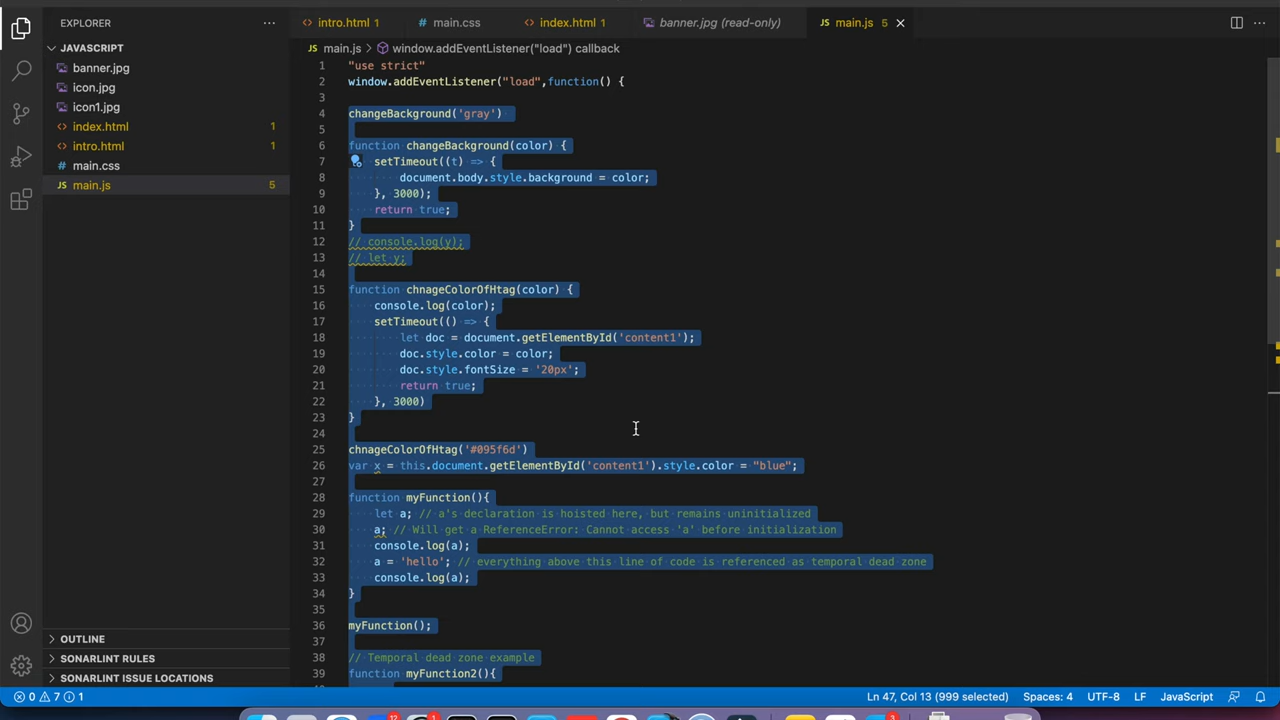 EXPLORER
JAVASCRIPT
banner.jpg
icon.jpg
icon1.jpg
index.html 1
intro.html 1
main.css
main.js 5
OUTLINE
SONARLINT RULES
SONARLINT ISSUE LOCATIONS
intro.html 1 main.css index.html 1 banner.jpg (read-only) main.js 5
JS main.js > window.addEventListener("load") callback
1 "use strict"
2 window.addEventListener("load",function() {
3
4 changeBackground('gray')
5
6 function changeBackground(color) {
7 setTimeout((t) => {
8 document.body.style.background = color;
9 }, 3000);
10 return true;
11 }
12 // console.log(y);
13 // let y;
14
15 function chnageColorOfHtag(color) {
16 console.log(color);
17 setTimeout(() => {
18 let doc = document.getElementById('content1');
19 doc.style.color = color;
20 doc.style.fontSize = '20px';
21 return true;
22 }, 3000)
23 }
24
25 chnageColorOfHtag('#095f6d')
26 var x = this.document.getElementById('content1').style.color = "blue";
27
28 function myFunction(){
29 let a; // a's declaration is hoisted here, but remains uninitialized
30 a; // Will get a ReferenceError: Cannot access 'a' before initialization
31 console.log(a);
32 a = 'hello'; // everything above this line of code is referenced as temporal dead zone
33 console.log(a);
34 }
35
36 myFunction();
37
38 // Temporal dead zone example
39 function myFunction2(){
0 7 1 Ln 47, Col 13 (999 selected) Spaces: 4 UTF-8 LF JavaScript
12 1 3